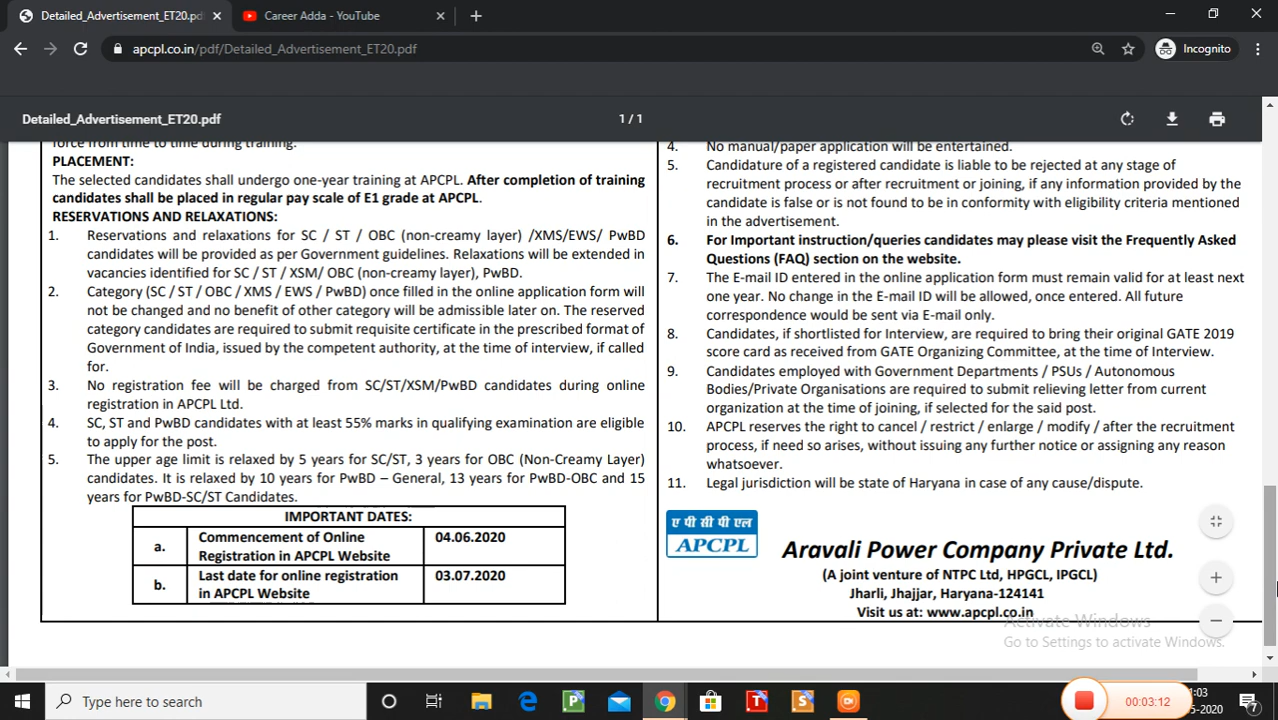 Detailed_Advertisement_ET20.pdf
Career Adda - YouTube
apcpl.co.in/pdf/Detailed_Advertisement_ET20.pdf
Incognito
Detailed_Advertisement_ET20.pdf
1 / 1
force from time to time during training.
PLACEMENT:
The selected candidates shall undergo one-year training at APCPL. After completion of training
candidates shall be placed in regular pay scale of E1 grade at APCPL.
RESERVATIONS AND RELAXATIONS:
1. Reservations and relaxations for SC / ST / OBC (non-creamy layer) /XMS/EWS/ PwBD
candidates will be provided as per Government guidelines. Relaxations will be extended in
vacancies identified for SC / ST / XSM/ OBC (non-creamy layer), PwBD.
2. Category (SC / ST / OBC / XMS / EWS / PwBD) once filled in the online application form will
not be changed and no benefit of other category will be admissible later on. The reserved
category candidates are required to submit requisite certificate in the prescribed format of
Government of India, issued by the competent authority, at the time of interview, if called
for.
3. No registration fee will be charged from SC/ST/XSM/PwBD candidates during online
registration in APCPL Ltd.
4. SC, ST and PwBD candidates with at least 55% marks in qualifying examination are eligible
to apply for the post.
5. The upper age limit is relaxed by 5 years for SC/ST, 3 years for OBC (Non-Creamy Layer)
candidates. It is relaxed by 10 years for PwBD – General, 13 years for PwBD-OBC and 15
years for PwBD-SC/ST Candidates.
IMPORTANT DATES:
a. Commencement of Online
Registration in APCPL Website
04.06.2020
b. Last date for online registration
in APCPL Website
03.07.2020
4. No manual/paper application will be entertained.
5. Candidature of a registered candidate is liable to be rejected at any stage of
recruitment process or after recruitment or joining, if any information provided by the
candidate is false or is not found to be in conformity with eligibility criteria mentioned
in the advertisement.
6. For Important instruction/queries candidates may please visit the Frequently Asked
Questions (FAQ) section on the website.
7. The E-mail ID entered in the online application form must remain valid for at least next
one year. No change in the E-mail ID will be allowed, once entered. All future
correspondence would be sent via E-mail only.
8. Candidates, if shortlisted for Interview, are required to bring their original GATE 2019
score card as received from GATE Organizing Committee, at the time of Interview.
9. Candidates employed with Government Departments / PSUs / Autonomous
Bodies/Private Organisations are required to submit relieving letter from current
organization at the time of joining, if selected for the said post.
10. APCPL reserves the right to cancel / restrict / enlarge / modify / after the recruitment
process, if need so arises, without issuing any further notice or assigning any reason
whatsoever.
11. Legal jurisdiction will be state of Haryana in case of any cause/dispute.
ए पी सी पी एल
APCPL
Aravali Power Company Private Ltd.
(A joint venture of NTPC Ltd, HPGCL, IPGCL)
Jharli, Jhajjar, Haryana-124141
Visit us at: www.apcpl.co.in
Activate Windows
Go to Settings to activate Windows.
Type here to search
00:03:12